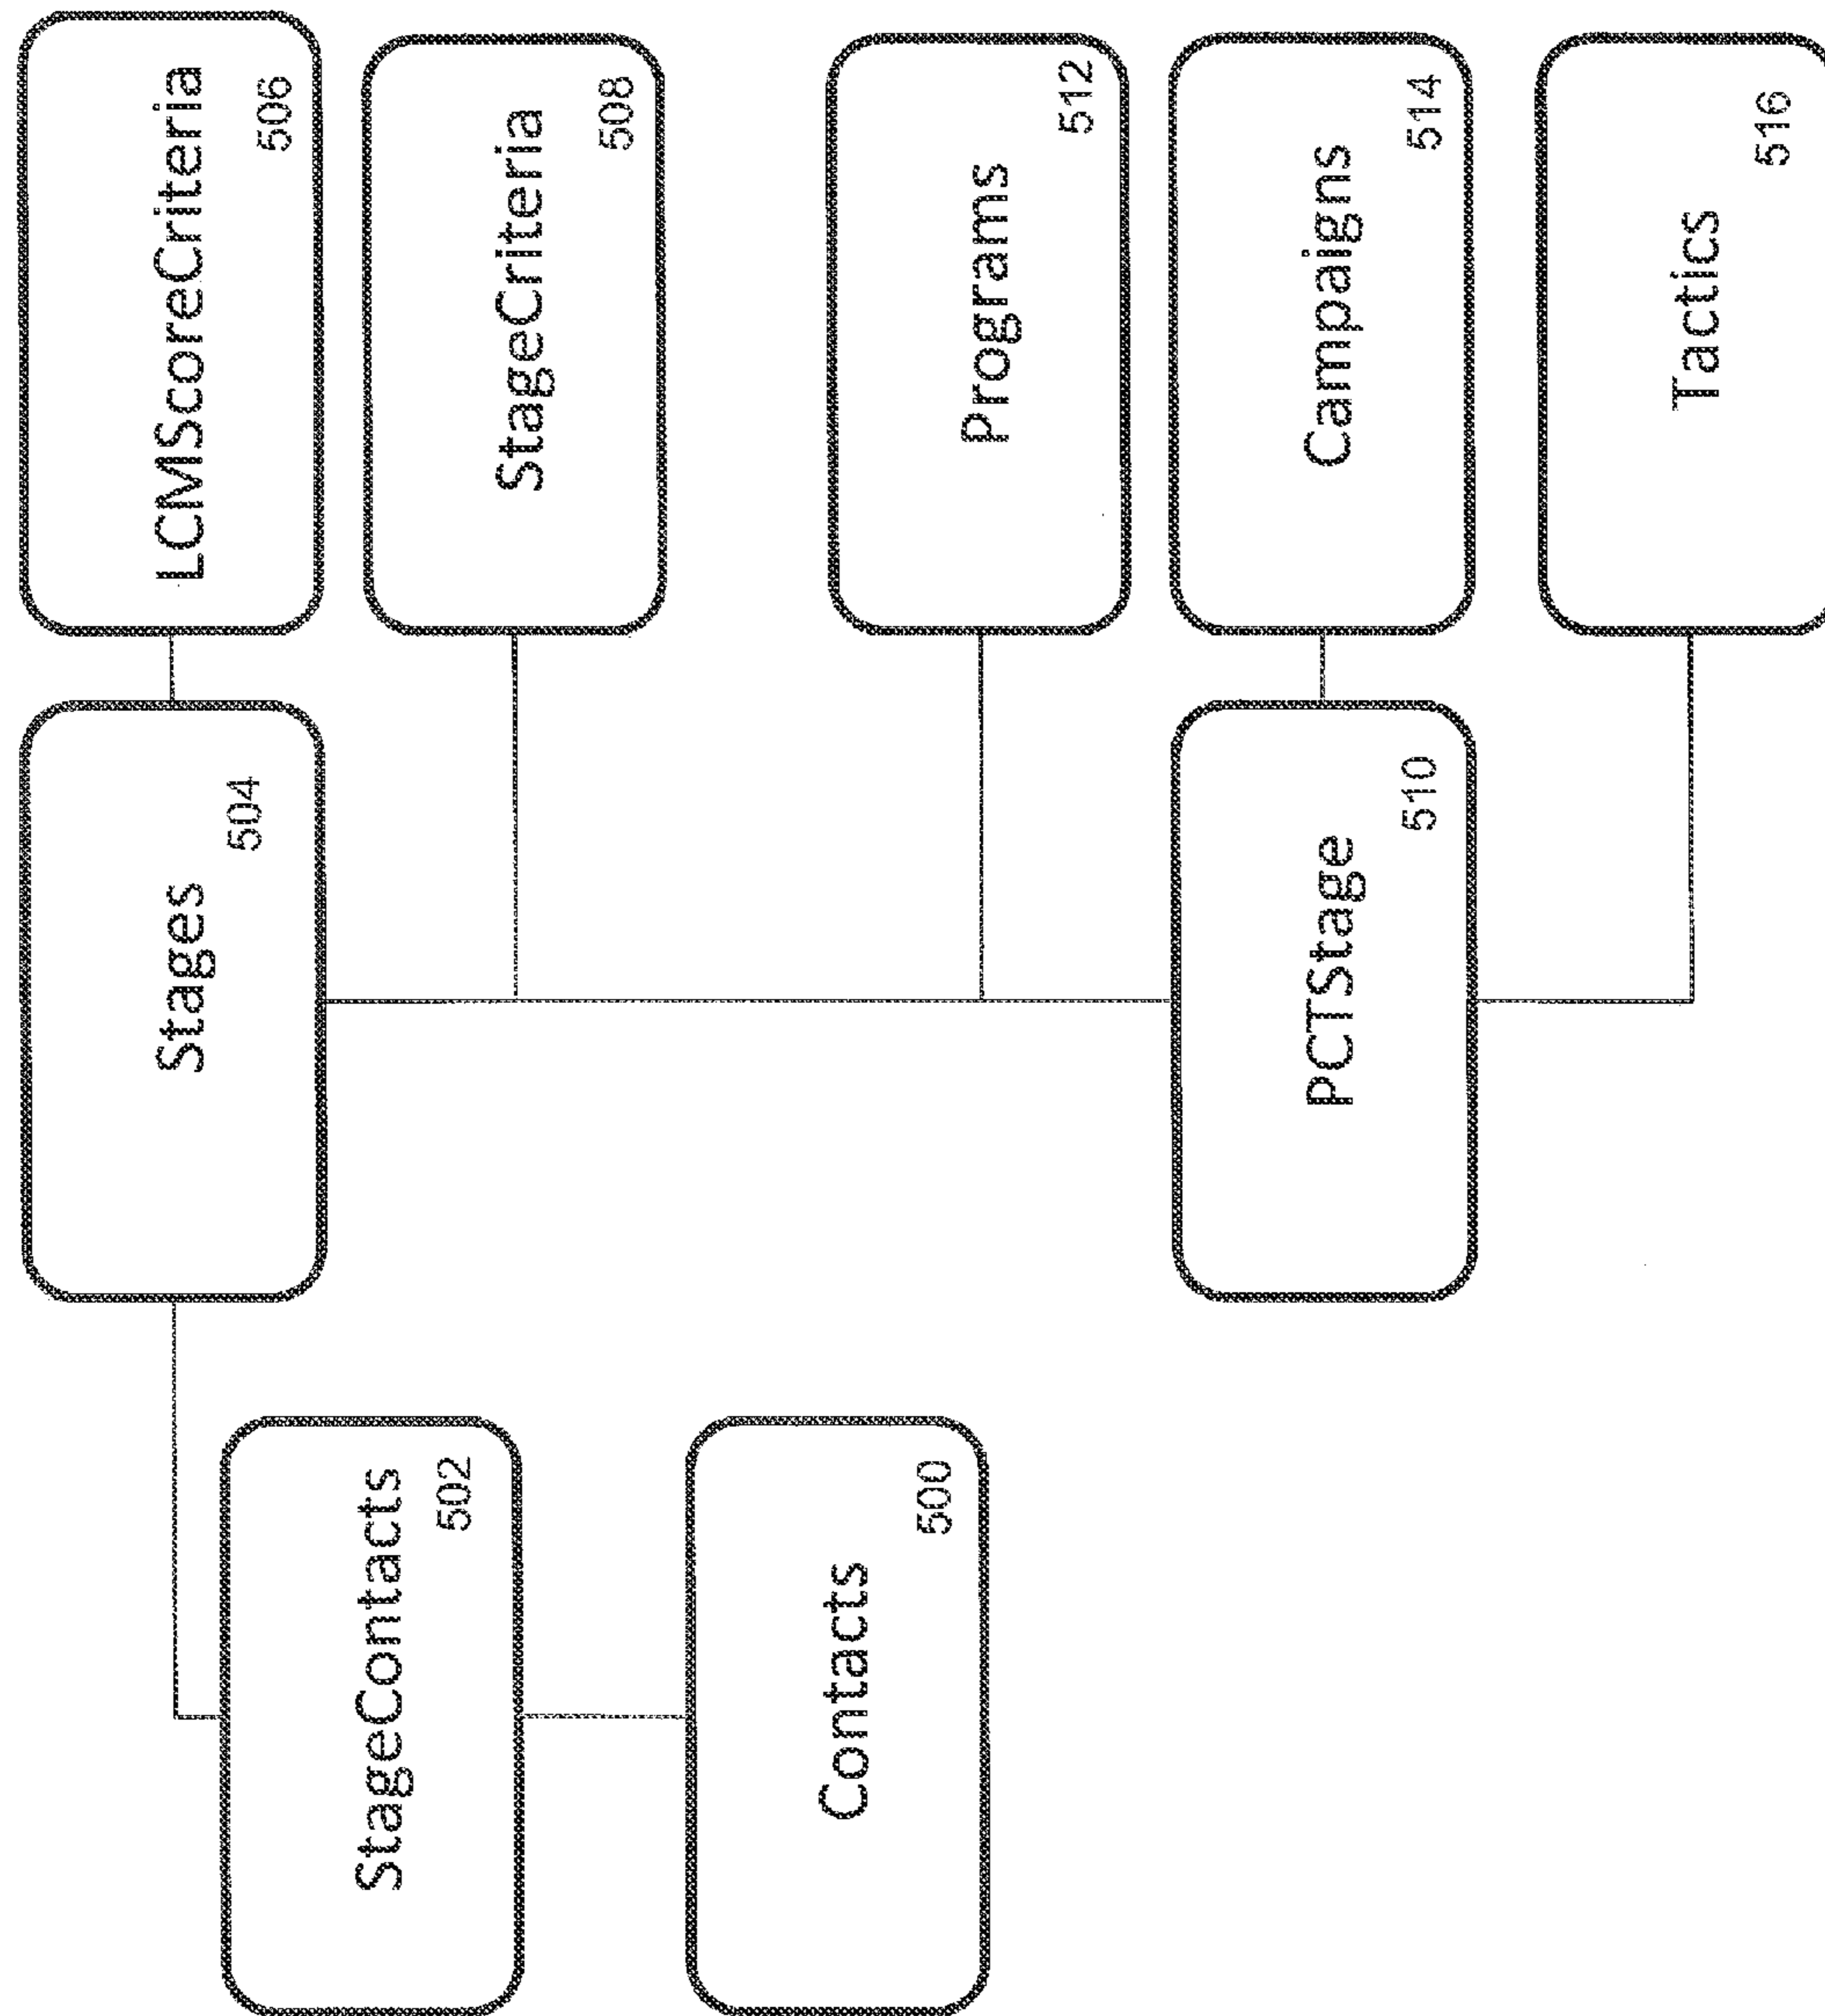 Stages
504
LCMScoreCriteria
506
StageContacts
502
StageCriteria
508
Contacts
500
Programs
512
PCTStage
510
Campaigns
514
Tactics
516